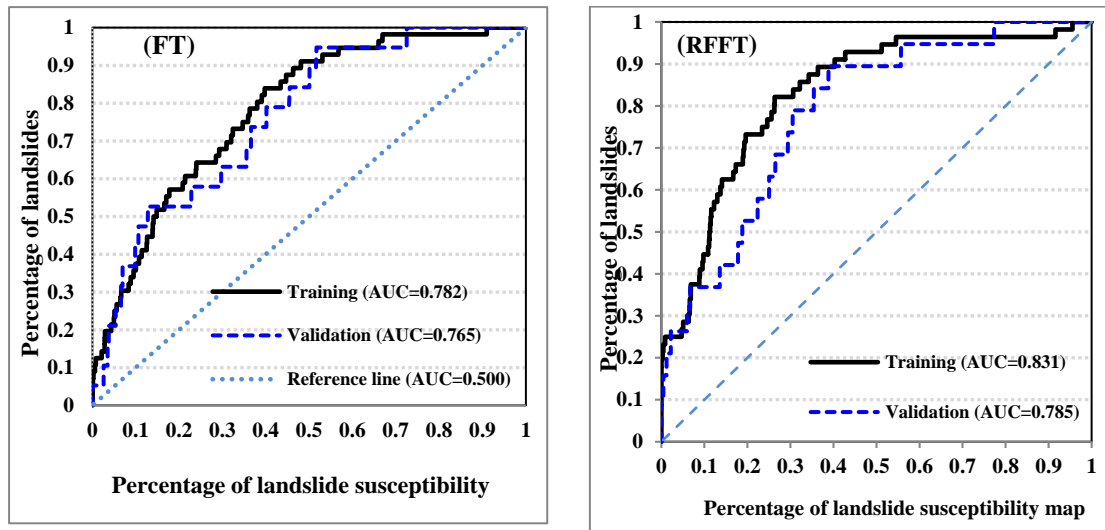 (FT)
Percentage of landslides
1
0.9
0.8
0.7
0.6
0.5
0.4
0.3
0.2
0.1
0
Training (AUC=0.782)
Validation (AUC=0.765)
Reference line (AUC=0.500)
0 0.1 0.2 0.3 0.4 0.5 0.6 0.7 0.8 0.9 1
Percentage of landslide susceptibility
(RFFT)
Percentage of landslides
1
0.9
0.8
0.7
0.6
0.5
0.4
0.3
0.2
0.1
0
Training (AUC=0.831)
Validation (AUC=0.785)
0 0.1 0.2 0.3 0.4 0.5 0.6 0.7 0.8 0.9 1
Percentage of landslide susceptibility map